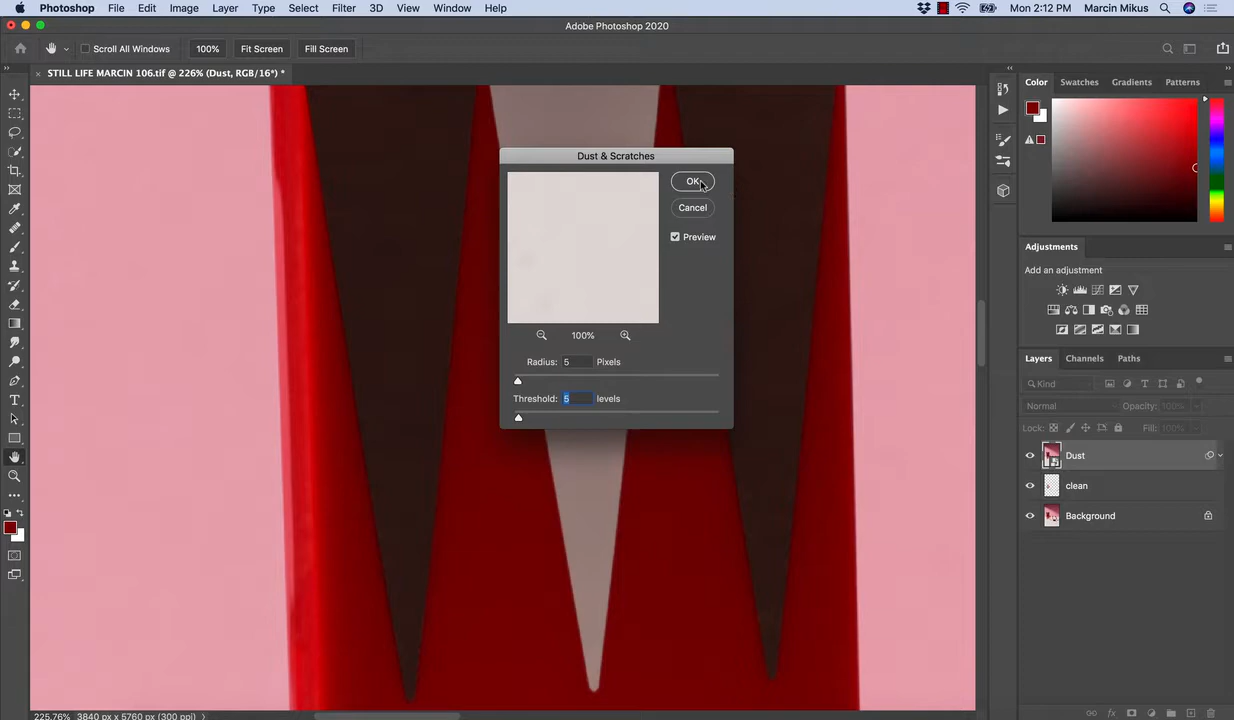 Photoshop File Edit Image Layer Type Select Filter 3D View Window Help Mon 2:12 PM Marcin Mikus
Adobe Photoshop 2020
Scroll All Windows 100% Fit Screen Fill Screen
× STILL LIFE MARCIN 106.tif @ 226% (Dust, RGB/16*) *
Color Swatches Gradients Patterns
Dust & Scratches
OK
Cancel
Preview
100%
Radius: 5 Pixels
Threshold: 5 levels
Adjustments
Add an adjustment
Layers Channels Paths
Kind
Normal Opacity: 100%
Lock: Fill: 100%
Dust
clean
Background
225.76% 3840 px x 5760 px (300 ppi)